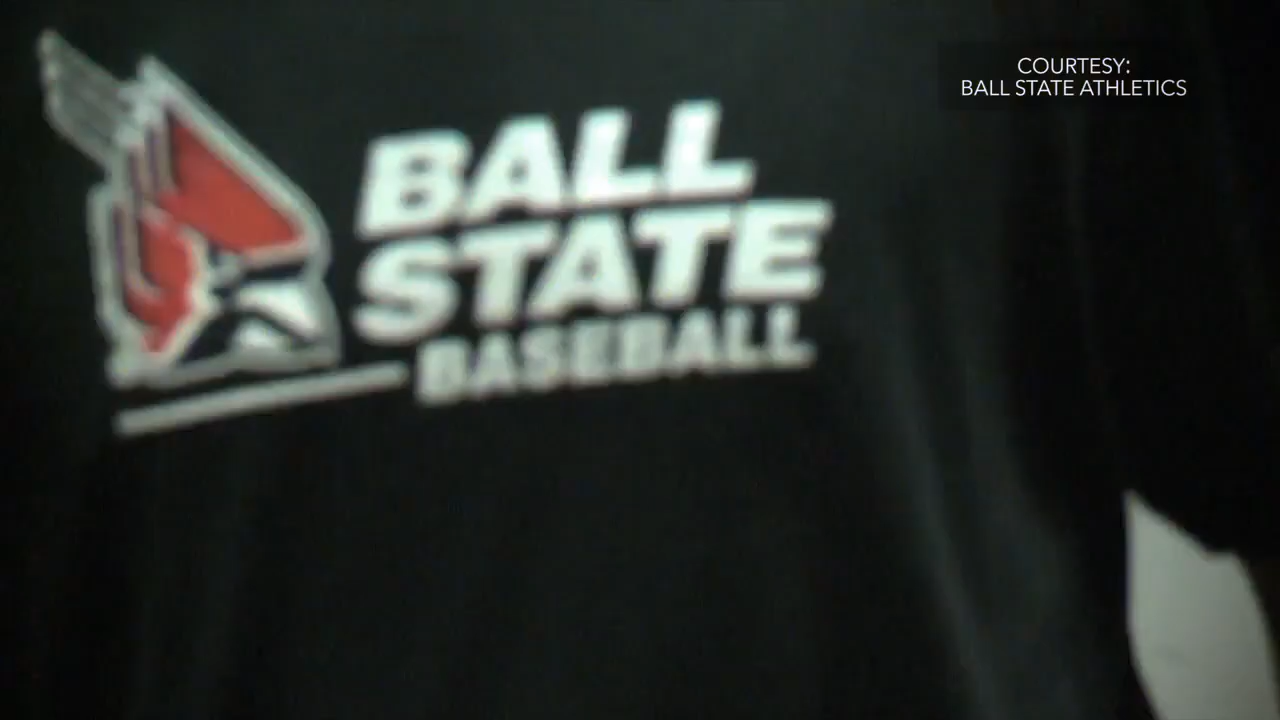 COURTESY:
BALL STATE ATHLETICS
BALL
STATE
BASEBALL